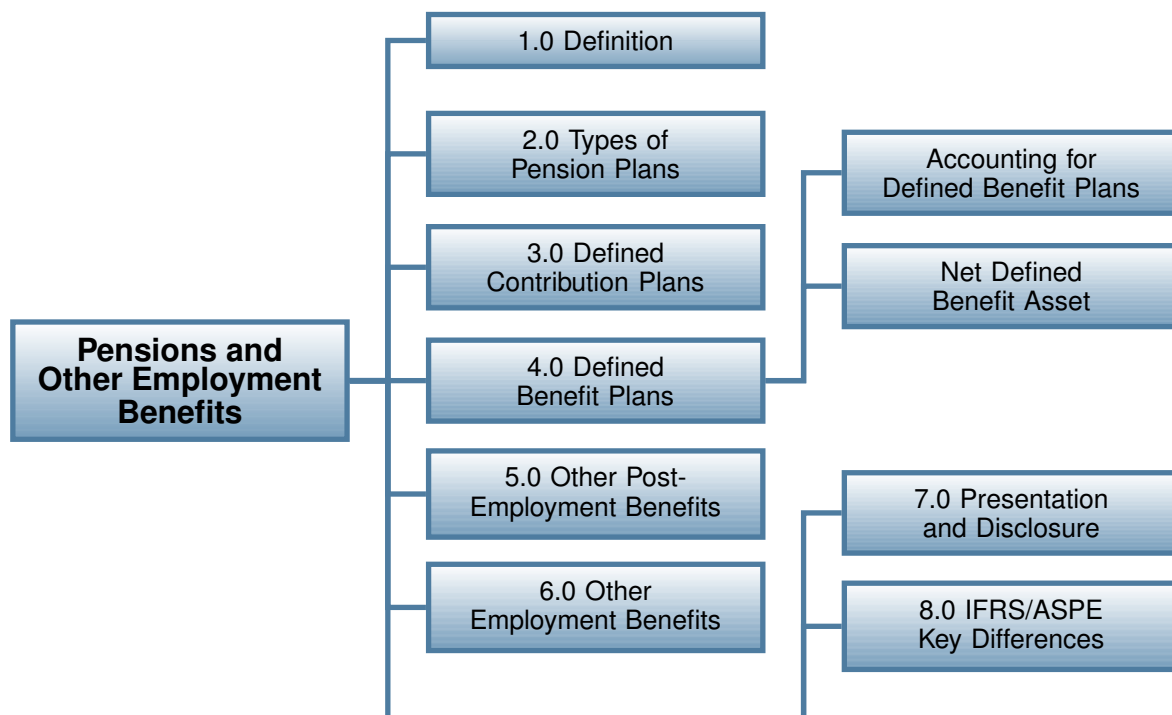 Pensions and
Other Employment
Benefits
1.0 Definition
2.0 Types of
Pension Plans
3.0 Defined
Contribution Plans
4.0 Defined
Benefit Plans
Accounting for
Defined Benefit Plans
Net Defined
Benefit Asset
5.0 Other Post-
Employment Benefits
6.0 Other
Employment Benefits
7.0 Presentation
and Disclosure
8.0 IFRS/ASPE
Key Differences